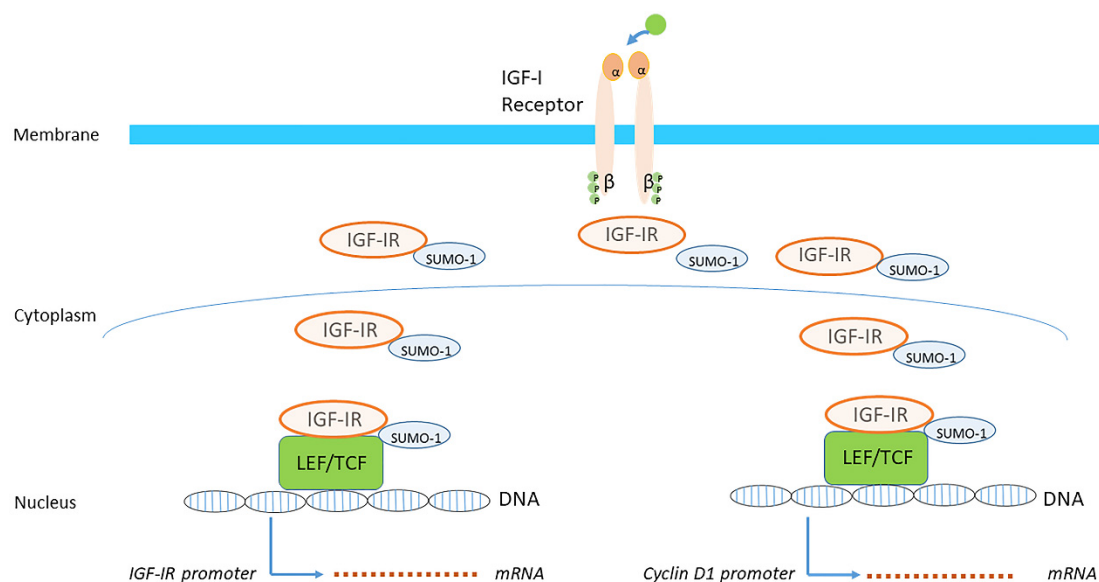 IGF-I
Receptor
α α
Membrane
β β
P P
P P
P P
IGF-IR
SUMO-1
IGF-IR
SUMO-1
IGF-IR
SUMO-1
Cytoplasm
IGF-IR
SUMO-1
IGF-IR
SUMO-1
IGF-IR
SUMO-1
LEF/TCF
IGF-IR
SUMO-1
LEF/TCF
Nucleus
DNA
DNA
IGF-IR promoter
mRNA
Cyclin D1 promoter
mRNA